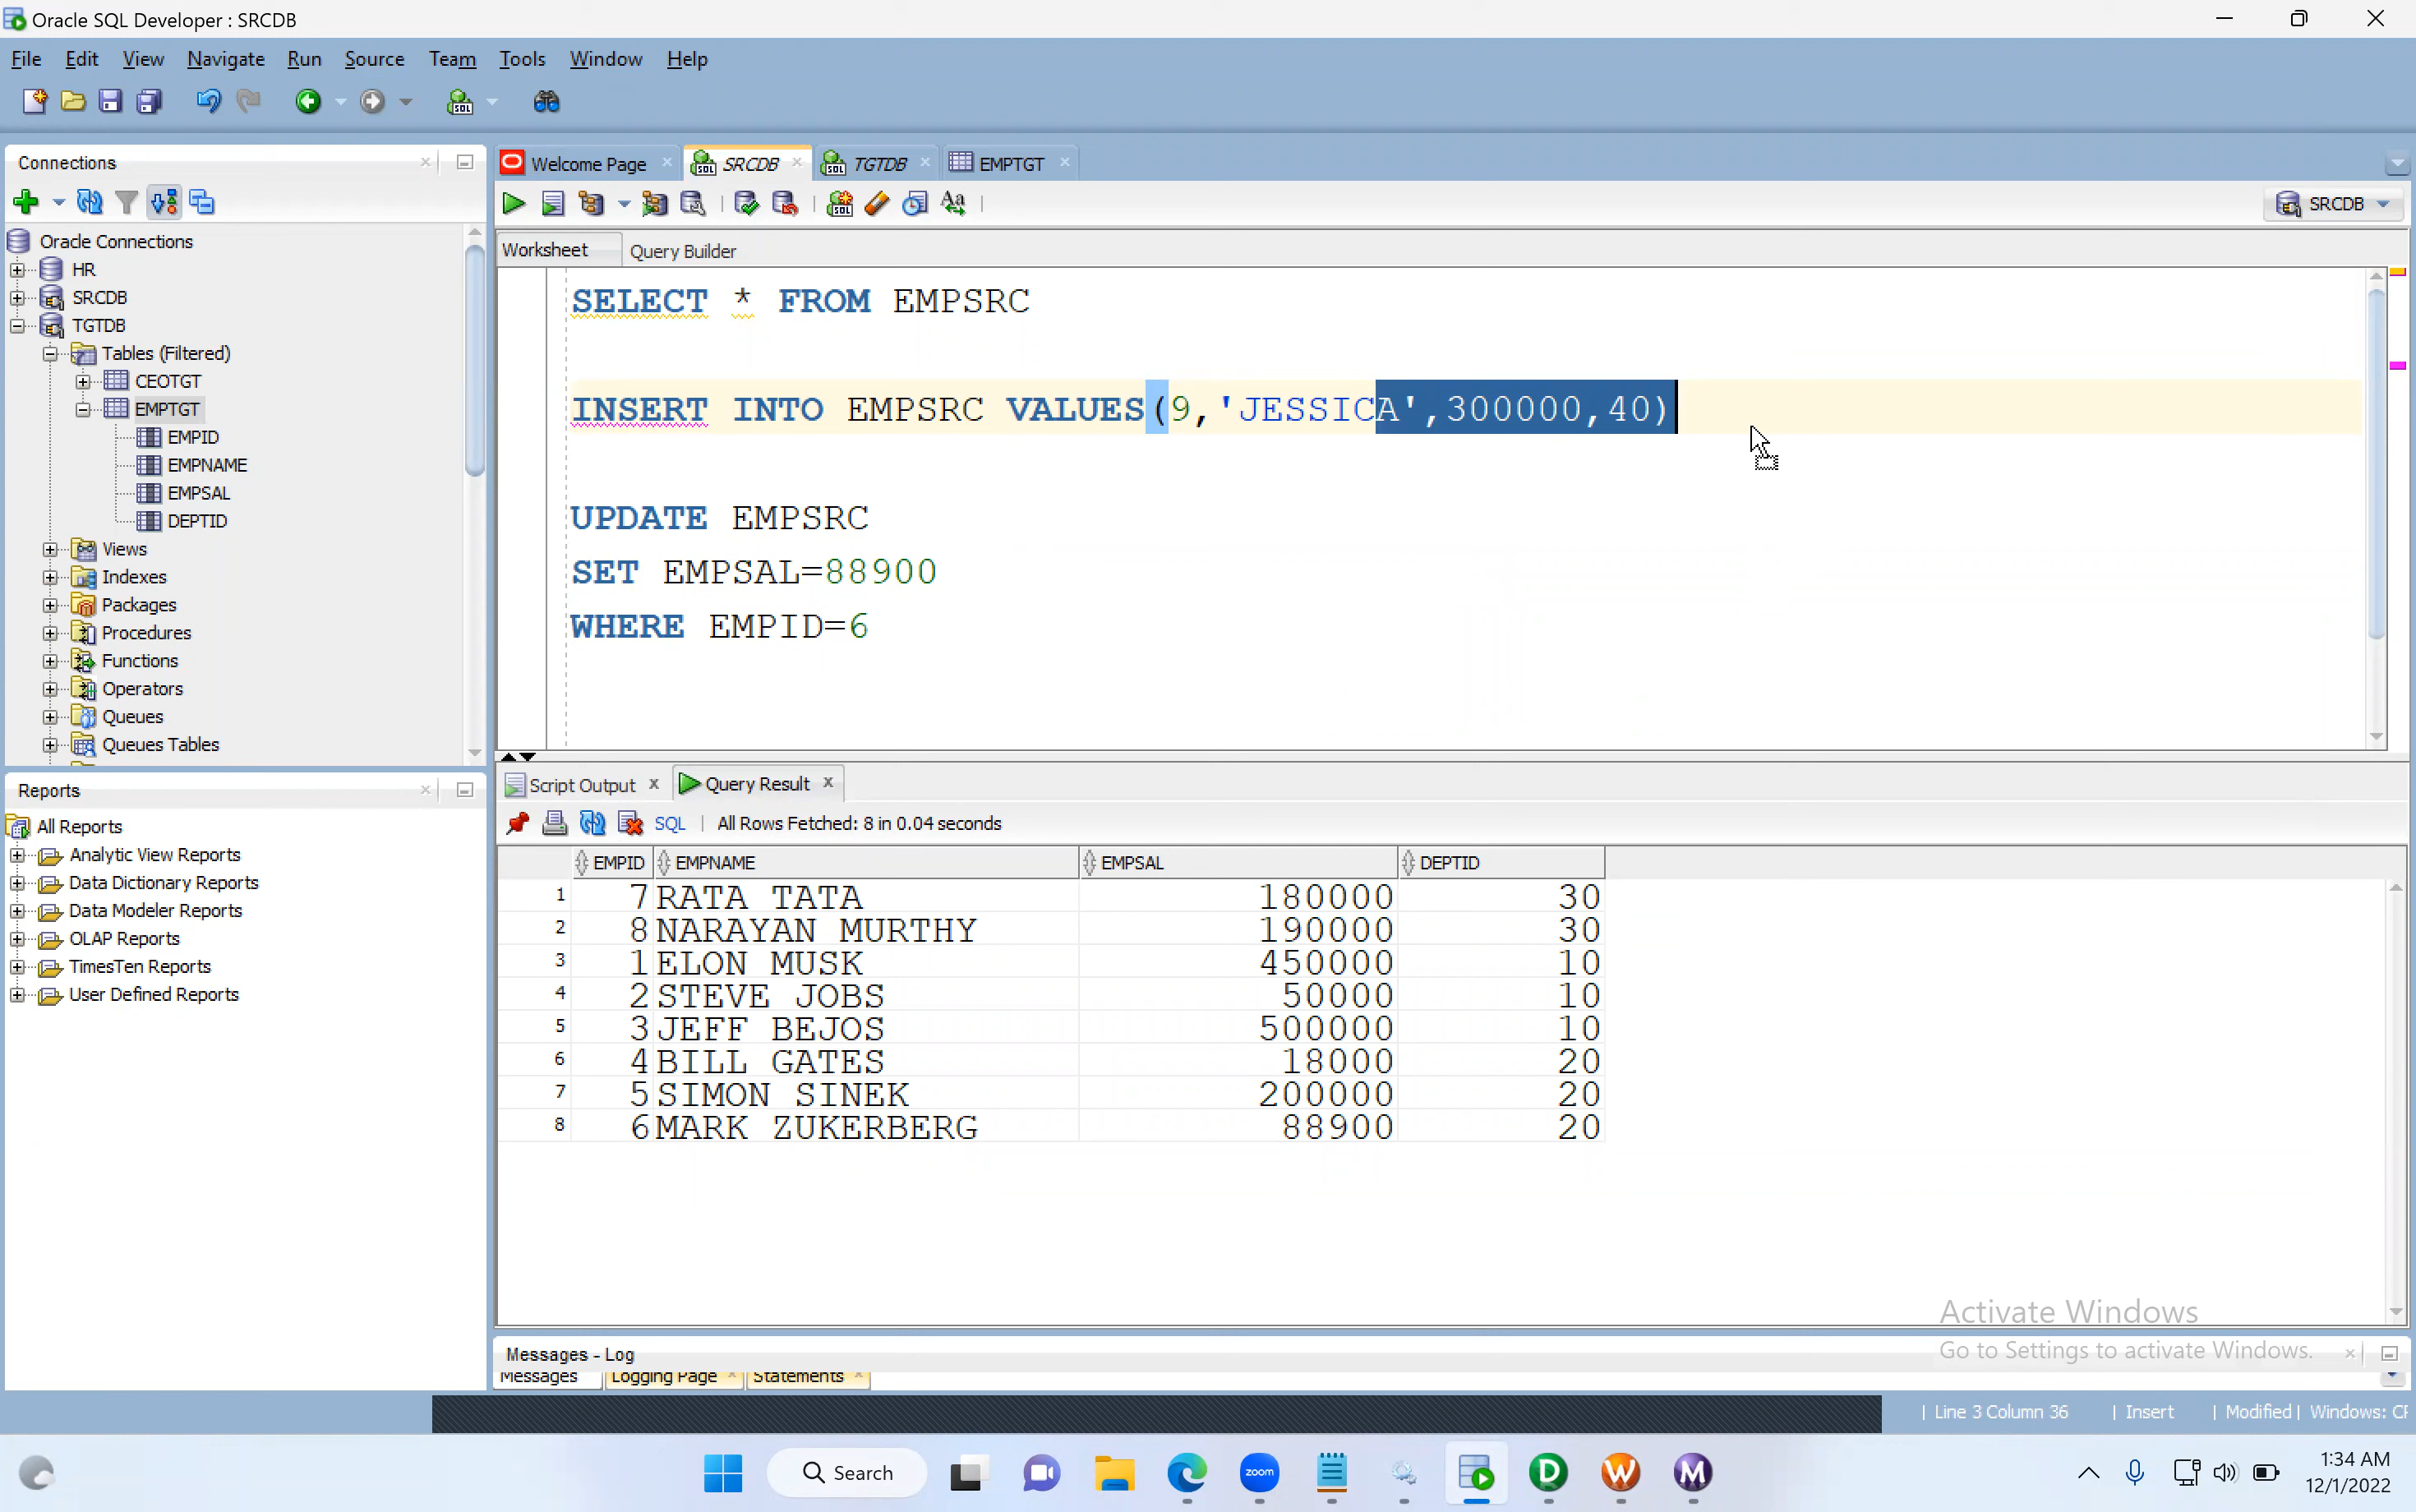 Oracle SQL Developer : SRCDB
File Edit View Navigate Run Source Team Tools Window Help
Connections
Oracle Connections
HR
SRCDB
TGTDB
Tables (Filtered)
CEOTGT
EMPTGT
EMPID
EMPNAME
EMPSAL
DEPTID
Views
Indexes
Packages
Procedures
Functions
Operators
Queues
Queues Tables
Reports
All Reports
Analytic View Reports
Data Dictionary Reports
Data Modeler Reports
OLAP Reports
TimesTen Reports
User Defined Reports
Welcome Page SRCDB TGTDB EMPTGT
SRCDB
Worksheet Query Builder
SELECT * FROM EMPSRC
INSERT INTO EMPSRC VALUES(9,'JESSICA',300000,40)
UPDATE EMPSRC
SET EMPSAL=88900
WHERE EMPID=6
Script Output Query Result
SQL | All Rows Fetched: 8 in 0.04 seconds
EMPID EMPNAME EMPSAL DEPTID
1 7 RATA TATA 180000 30
2 8 NARAYAN MURTHY 190000 30
3 1 ELON MUSK 450000 10
4 2 STEVE JOBS 50000 10
5 3 JEFF BEJOS 500000 10
6 4 BILL GATES 18000 20
7 5 SIMON SINEK 200000 20
8 6 MARK ZUKERBERG 88900 20
Activate Windows
Go to Settings to activate Windows.
Messages - Log
Messages Logging Page Statements
| Line 3 Column 36 | Insert | Modified | Windows: CF
Search
zoom
D W M
1:34 AM
12/1/2022